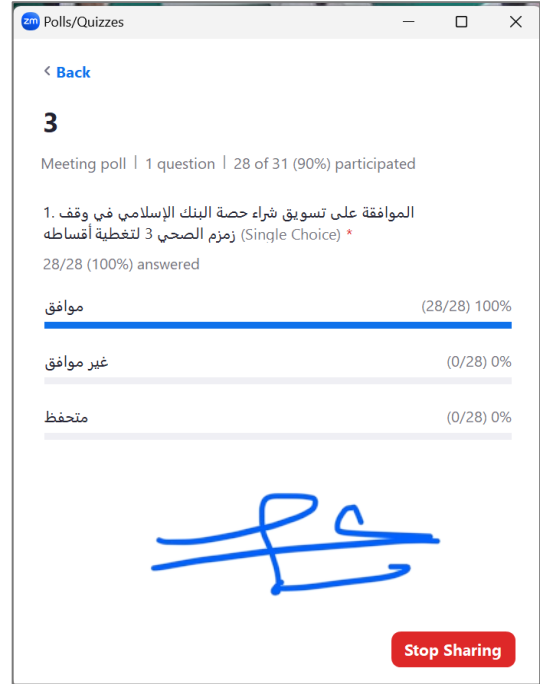 zm Polls/Quizzes
< Back
3
Meeting poll | 1 question | 28 of 31 (90%) participated
1. الموافقة على تسويق شراء حصة البنك الإسلامي في وقف
زمزم الصحي 3 لتغطية أقساطه (Single Choice) *
28/28 (100%) answered
موافق (28/28) 100%
غير موافق (0/28) 0%
متحفظ (0/28) 0%
Stop Sharing